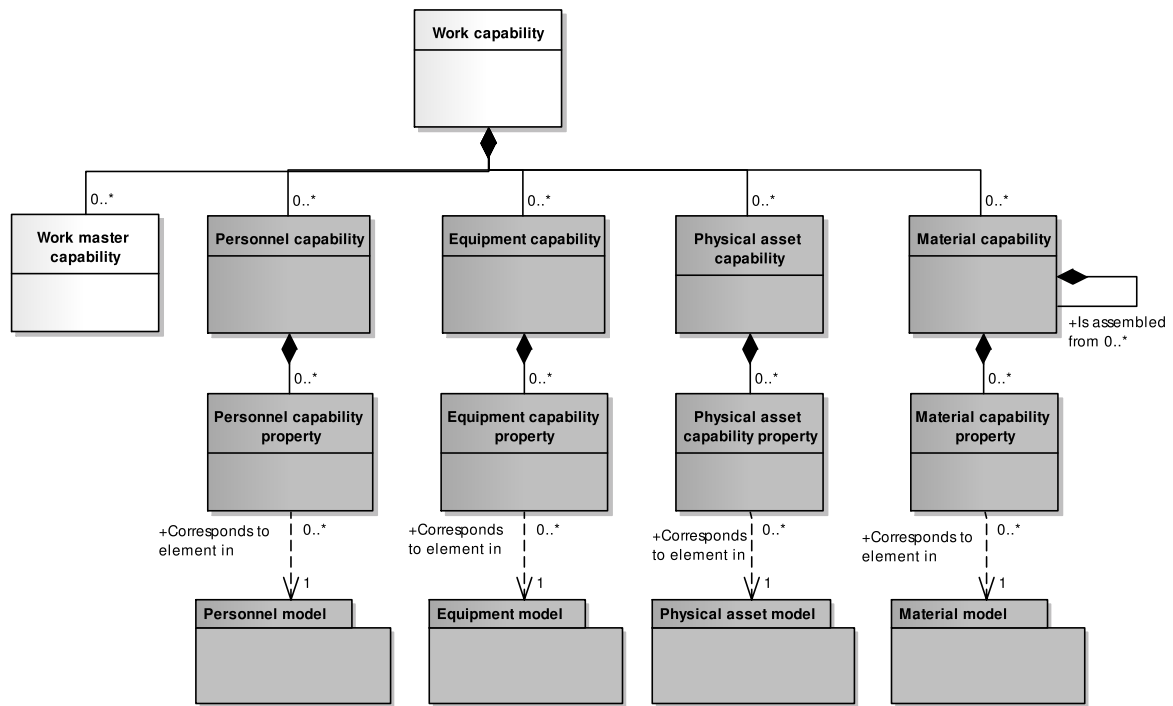 Work capability
0..*
0..*
0..*
0..*
0..*
Work master
capability
Personnel capability
Equipment capability
Physical asset
capability
Material capability
+Is assembled
from 0..*
0..*
0..*
0..*
0..*
Personnel capability
property
Equipment capability
property
Physical asset
capability property
Material capability
property
+Corresponds to
element in
0..*
+Corresponds
to element in
0..*
+Corresponds
to element in
0..*
+Corresponds to
element in
0..*
1
1
1
1
Personnel model
Equipment model
Physical asset model
Material model